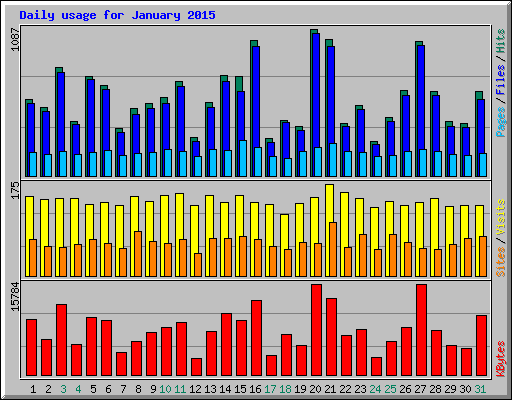 Daily usage for January 2015
1087
Pages / Files / Hits
175
Sites / Visits
15784
KBytes
1 2 3 4 5 6 7 8 9 10 11 12 13 14 15 16 17 18 19 20 21 22 23 24 25 26 27 28 29 30 31